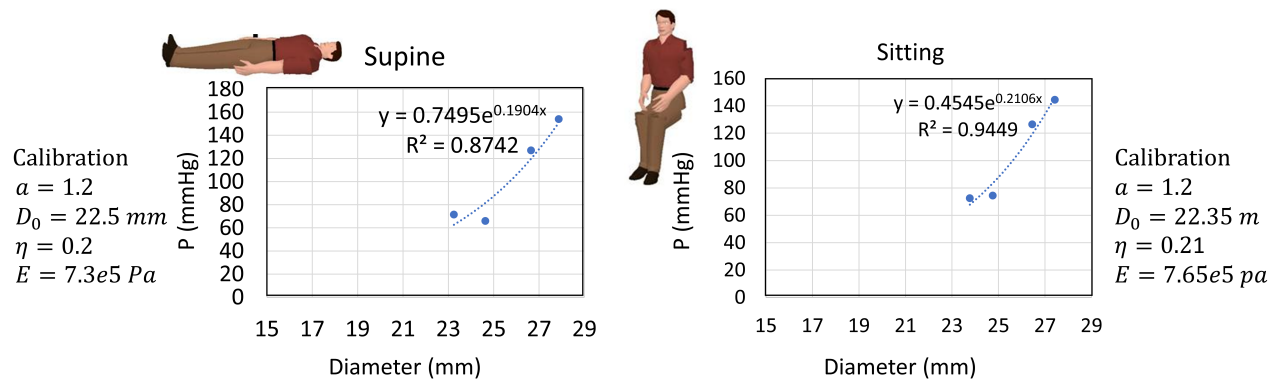 Supine
180
160
140
120
100
80
60
40
20
0
P (mmHg)
y = 0.7495e^0.1904x
R² = 0.8742
15 17 19 21 23 25 27 29
Diameter (mm)
Calibration
a = 1.2
D₀ = 22.5 mm
η = 0.2
E = 7.3e5 Pa
Sitting
160
140
120
100
80
60
40
20
0
P (mmHg)
y = 0.4545e^0.2106x
R² = 0.9449
15 17 19 21 23 25 27 29
Diameter (mm)
Calibration
a = 1.2
D₀ = 22.35 m
η = 0.21
E = 7.65e5 pa